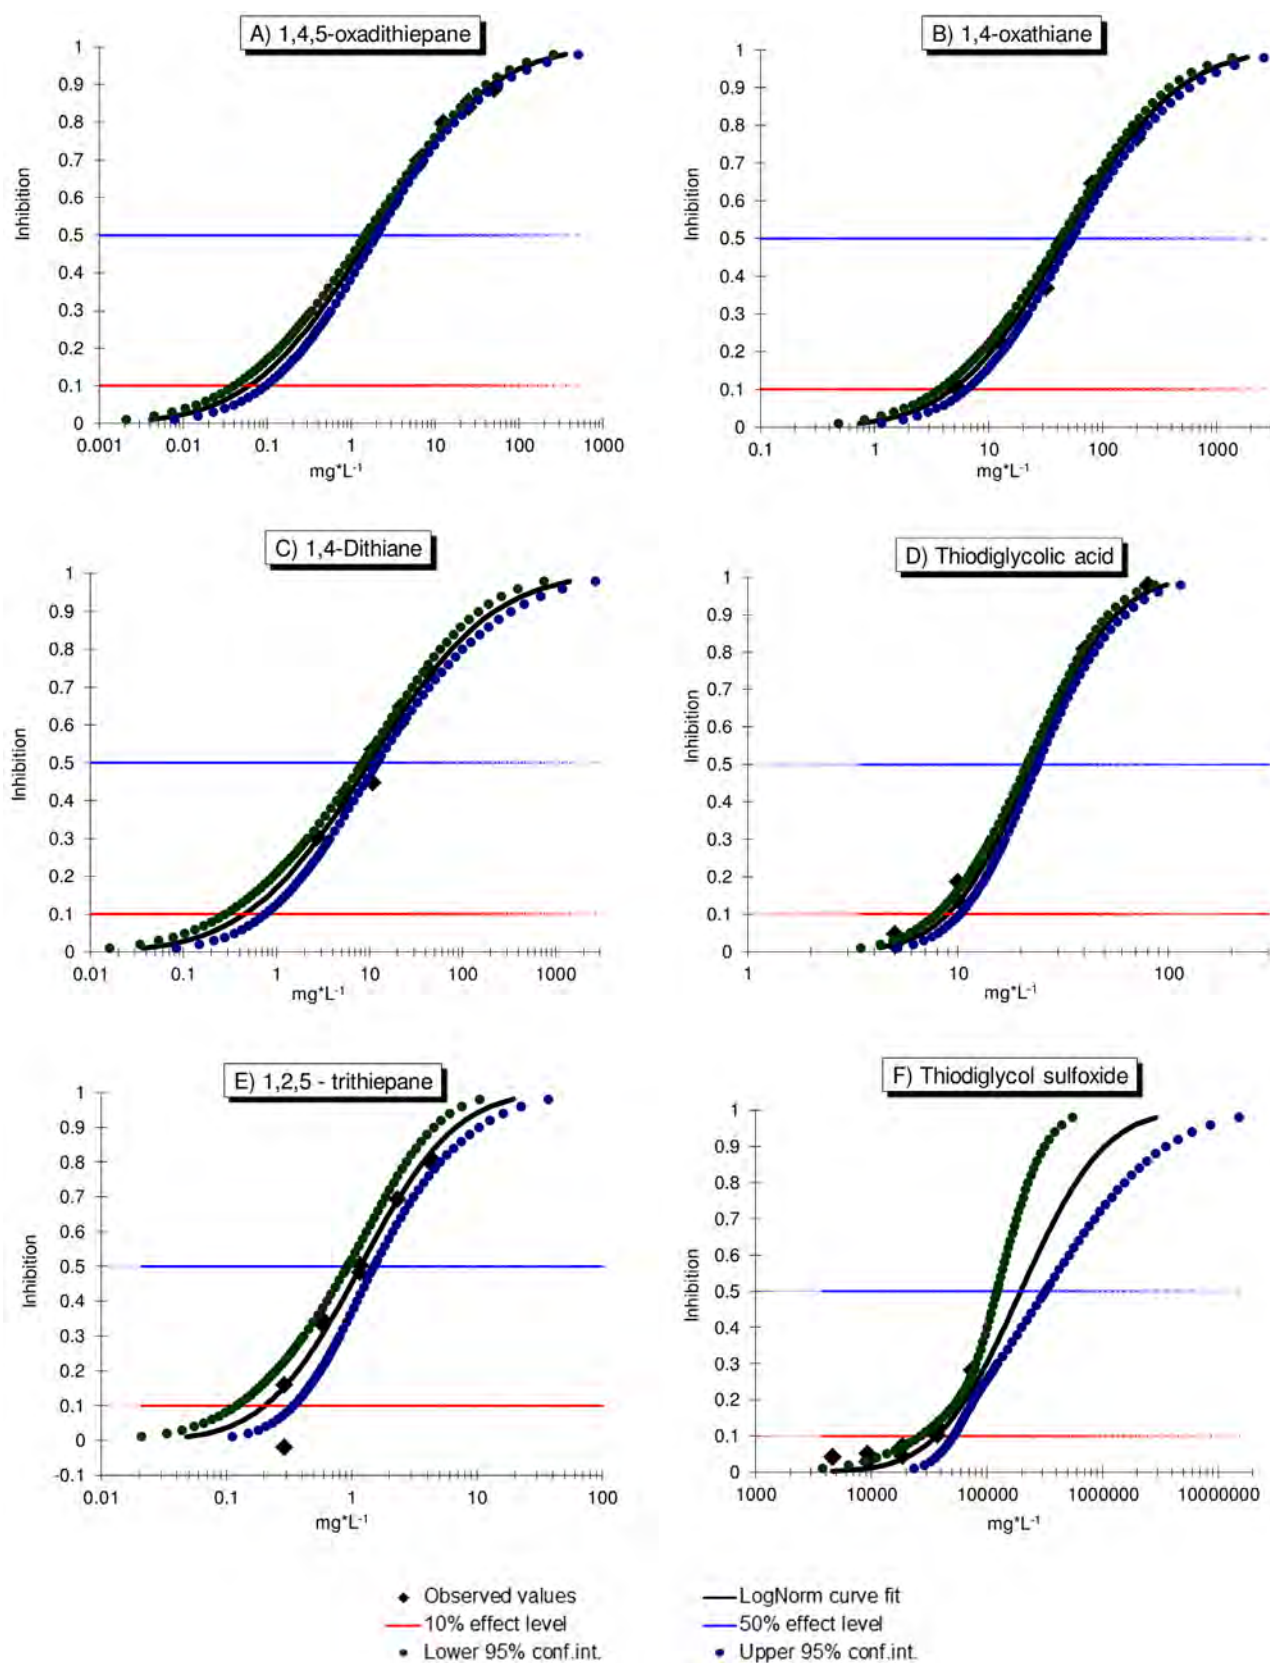 A) 1,4,5-oxadithiepane
1
0.9
0.8
0.7
0.6
0.5
0.4
0.3
0.2
0.1
0
Inhibition
0.001 0.01 0.1 1 10 100 1000
mg*L-1
B) 1,4-oxathiane
1
0.9
0.8
0.7
0.6
0.5
0.4
0.3
0.2
0.1
0
Inhibition
0.1 1 10 100 1000
mg*L-1
C) 1,4-Dithiane
1
0.9
0.8
0.7
0.6
0.5
0.4
0.3
0.2
0.1
0
Inhibition
0.01 0.1 1 10 100 1000
mg*L-1
D) Thiodiglycolic acid
1
0.9
0.8
0.7
0.6
0.5
0.4
0.3
0.2
0.1
0
Inhibition
1 10 100
mg*L-1
E) 1,2,5 - trithiepane
1
0.9
0.8
0.7
0.6
0.5
0.4
0.3
0.2
0.1
0
-0.1
Inhibition
0.01 0.1 1 10 100
mg*L-1
F) Thiodiglycol sulfoxide
1
0.9
0.8
0.7
0.6
0.5
0.4
0.3
0.2
0.1
0
Inhibition
1000 10000 100000 1000000 10000000
mg*L-1
Observed values
LogNorm curve fit
10% effect level
50% effect level
Lower 95% conf.int.
Upper 95% conf.int.